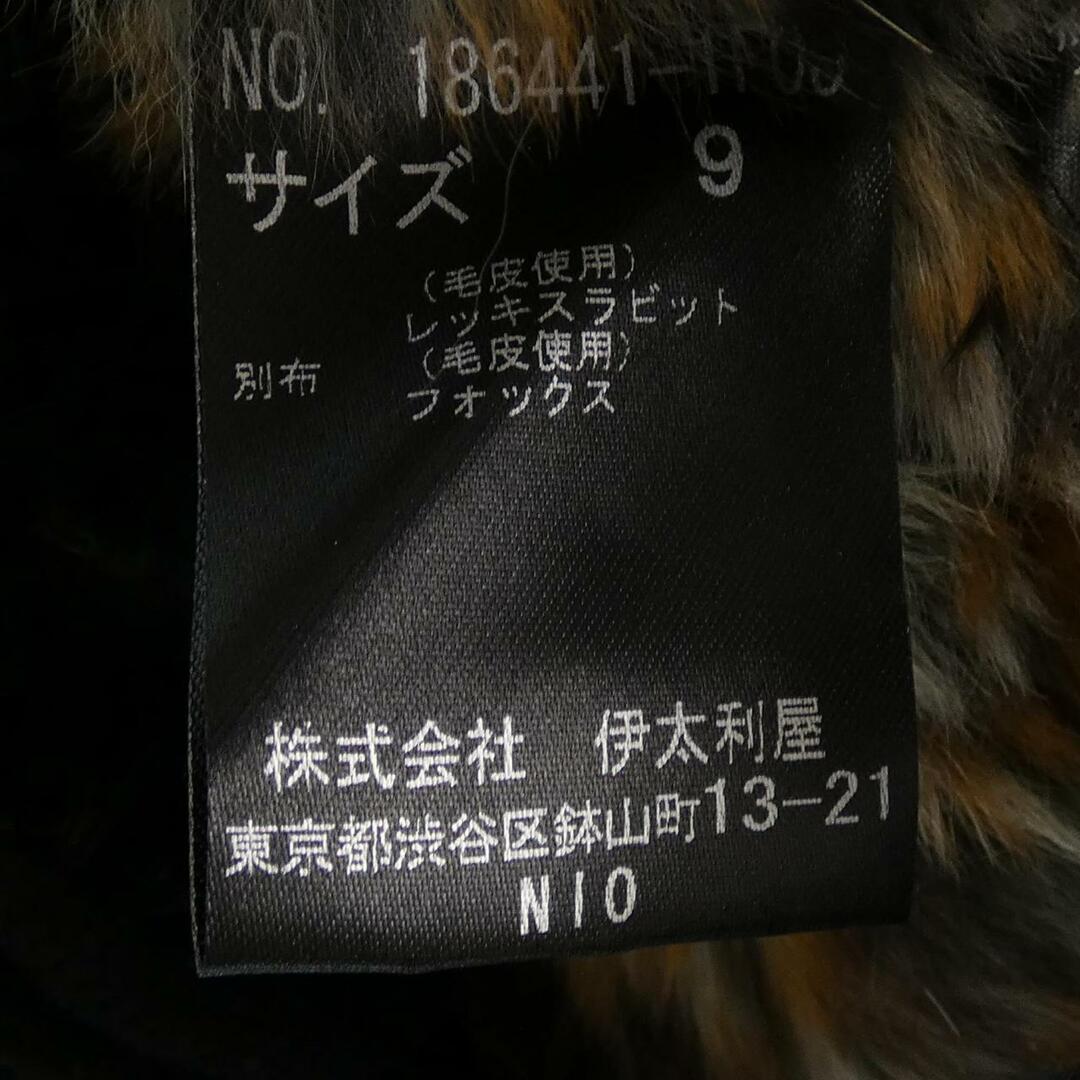 NO. 186441
サイズ 9
(毛皮使用)
レッキスラビット
(毛皮使用)
別布 フォックス
株式会社 伊太利屋
東京都渋谷区鉢山町13-21
N10